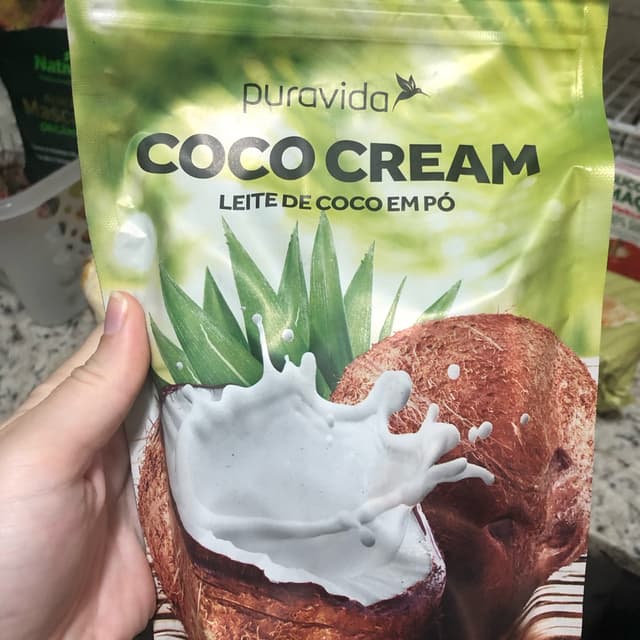 puravida
COCO CREAM
LEITE DE COCO EM PÓ